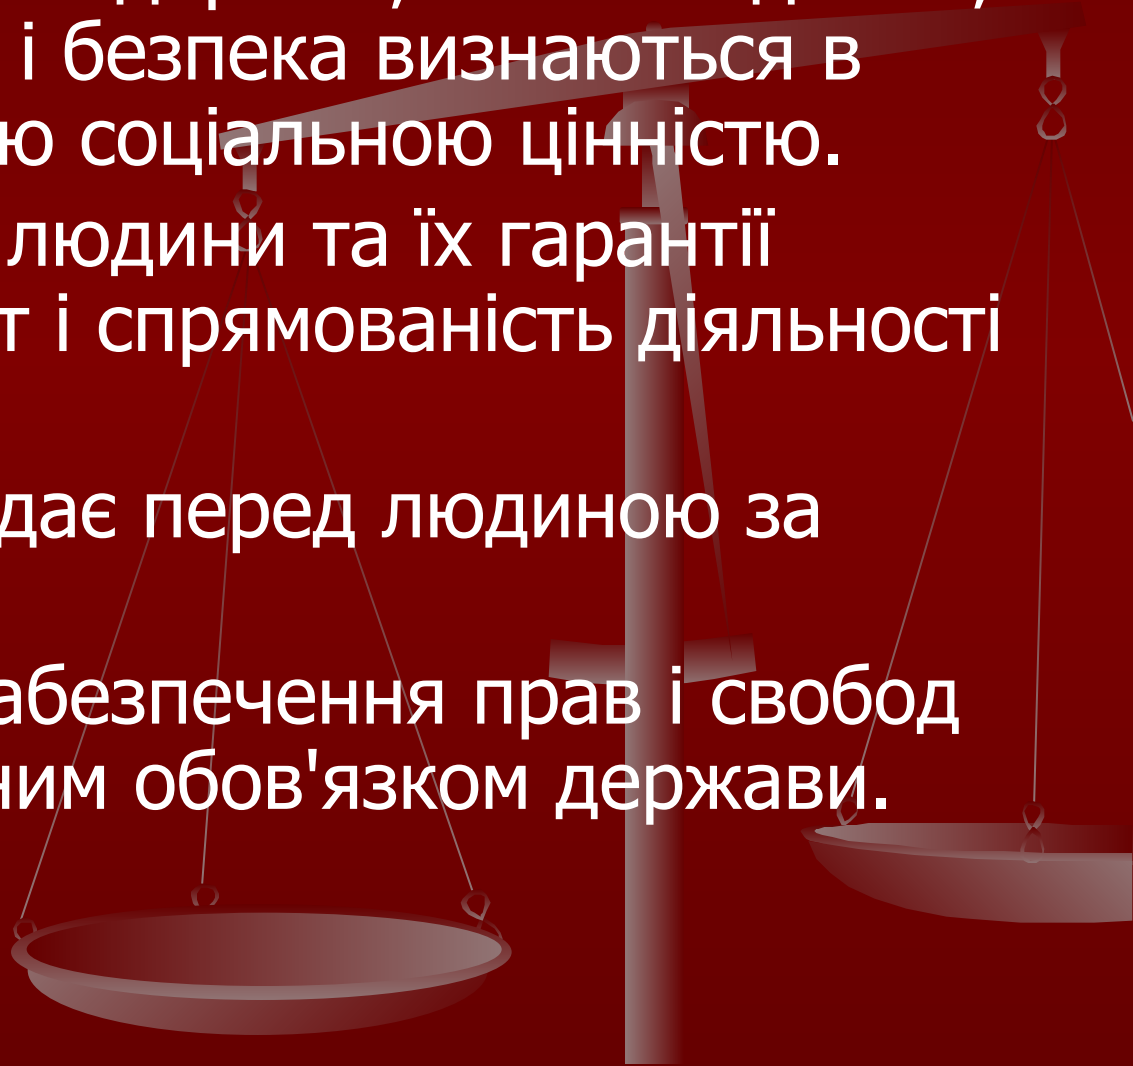 і безпека визнаються в
ю соціальною цінністю.
людини та їх гарантії
т і спрямованість діяльності
дає перед людиною за
абезпечення прав і свобод
ним обов'язком держави.